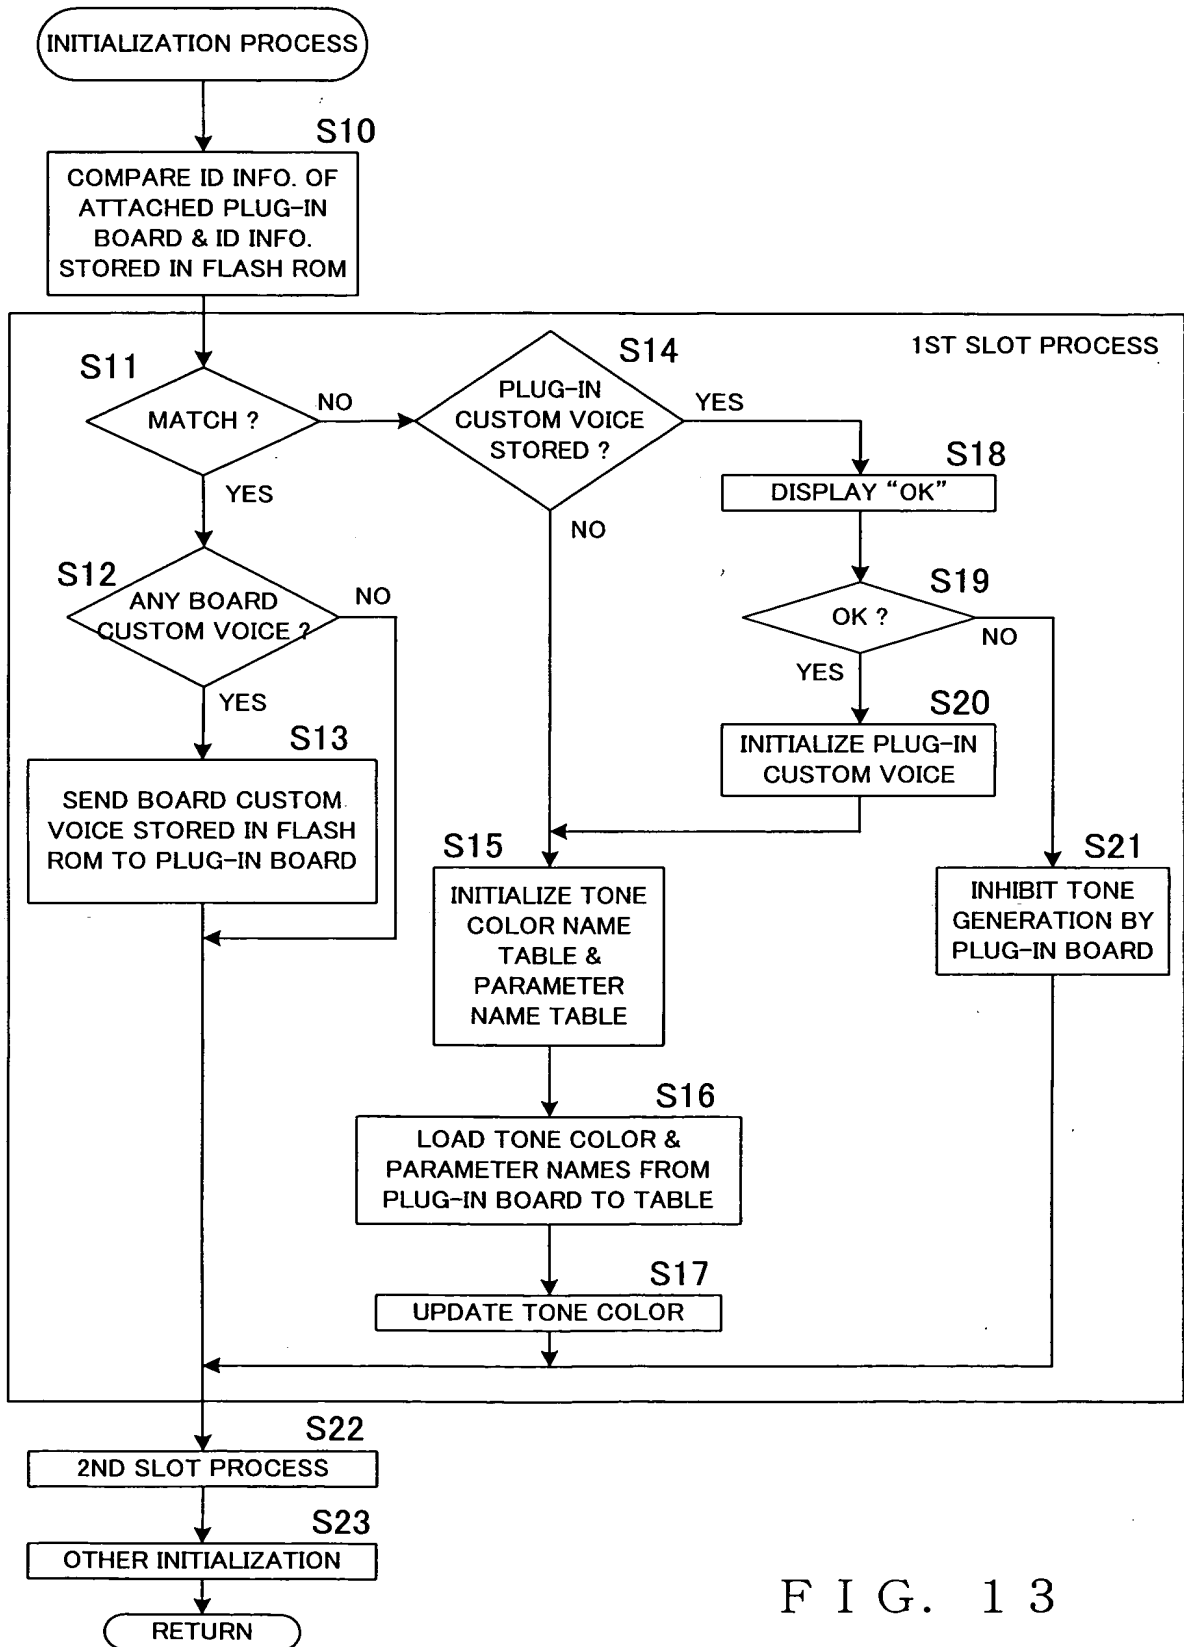 INITIALIZATION PROCESS
S10
COMPARE ID INFO. OF
ATTACHED PLUG-IN
BOARD & ID INFO.
STORED IN FLASH ROM
1ST SLOT PROCESS
S11
MATCH ?
NO
YES
S14
PLUG-IN
CUSTOM VOICE
STORED ?
YES
NO
S18
DISPLAY “OK”
S12
ANY BOARD
CUSTOM VOICE ?
NO
YES
S19
OK ?
NO
YES
S20
INITIALIZE PLUG-IN
CUSTOM VOICE
S13
SEND BOARD CUSTOM
VOICE STORED IN FLASH
ROM TO PLUG-IN BOARD
S15
INITIALIZE TONE
COLOR NAME
TABLE &
PARAMETER
NAME TABLE
S21
INHIBIT TONE
GENERATION BY
PLUG-IN BOARD
S16
LOAD TONE COLOR &
PARAMETER NAMES FROM
PLUG-IN BOARD TO TABLE
S17
UPDATE TONE COLOR
S22
2ND SLOT PROCESS
S23
OTHER INITIALIZATION
RETURN
FIG. 13